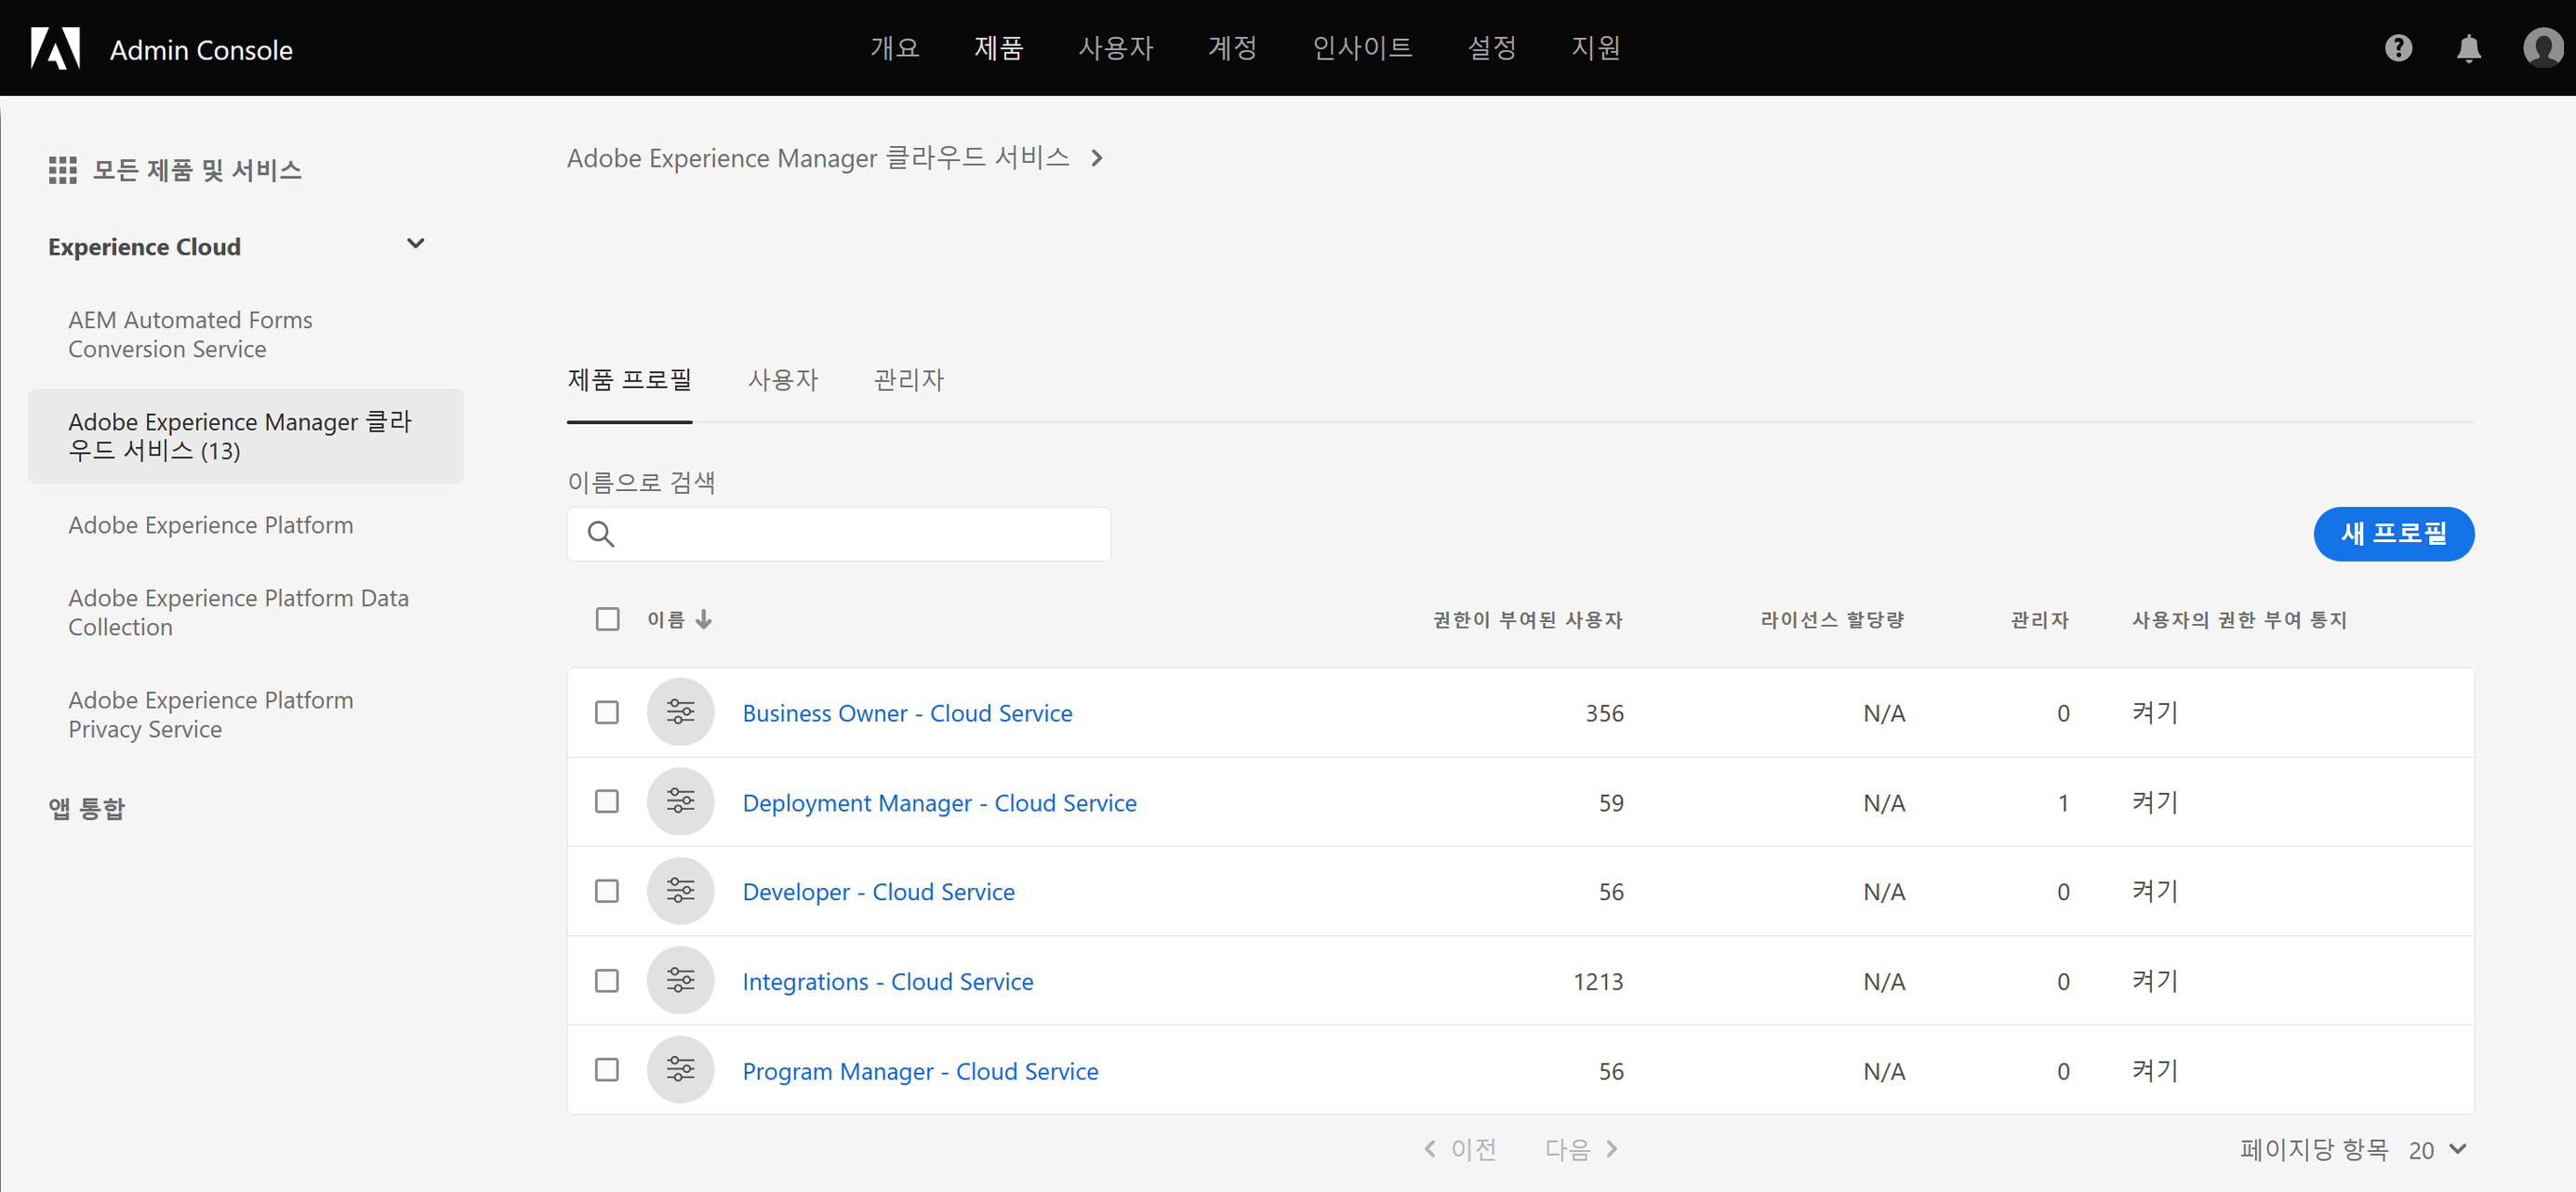 Admin Console
개요 제품 사용자 계정 인사이트 설정 지원
모든 제품 및 서비스
Experience Cloud
AEM Automated Forms
Conversion Service
Adobe Experience Manager 클라
우드 서비스 (13)
Adobe Experience Platform
Adobe Experience Platform Data
Collection
Adobe Experience Platform
Privacy Service
앱 통합
Adobe Experience Manager 클라우드 서비스
제품 프로필 사용자 관리자
이름으로 검색
새 프로필
이름 권한이 부여된 사용자 라이선스 할당량 관리자 사용자의 권한 부여 통지
Business Owner - Cloud Service 356 N/A 0 켜기
Deployment Manager - Cloud Service 59 N/A 1 켜기
Developer - Cloud Service 56 N/A 0 켜기
Integrations - Cloud Service 1213 N/A 0 켜기
Program Manager - Cloud Service 56 N/A 0 켜기
이전 다음 페이지당 항목 20